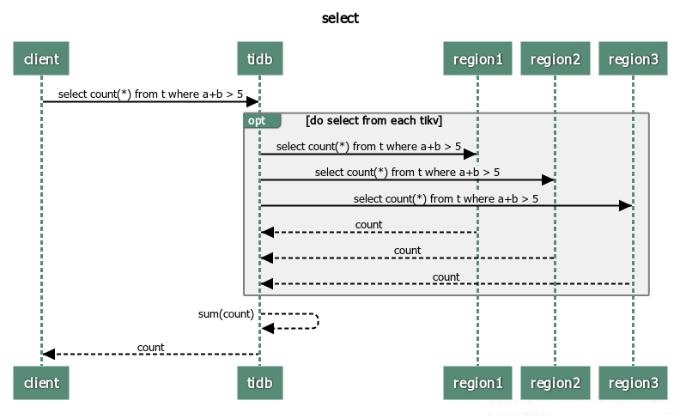 select
client
tidb
region1
region2
region3
select count(*) from t where a+b > 5
opt
[do select from each tikv]
select count(*) from t where a+b > 5
select count(*) from t where a+b > 5
select count(*) from t where a+b > 5
count
count
count
sum(count)
count
client
tidb
region1
region2
region3